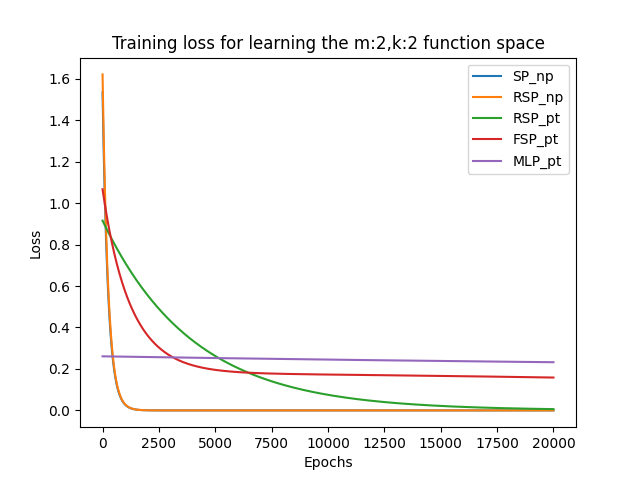 Training loss for learning the m:2,k:2 function space
SP_np
RSP_np
RSP_pt
FSP_pt
MLP_pt
Loss
1.6
1.4
1.2
1.0
0.8
0.6
0.4
0.2
0.0
0 2500 5000 7500 10000 12500 15000 17500 20000
Epochs